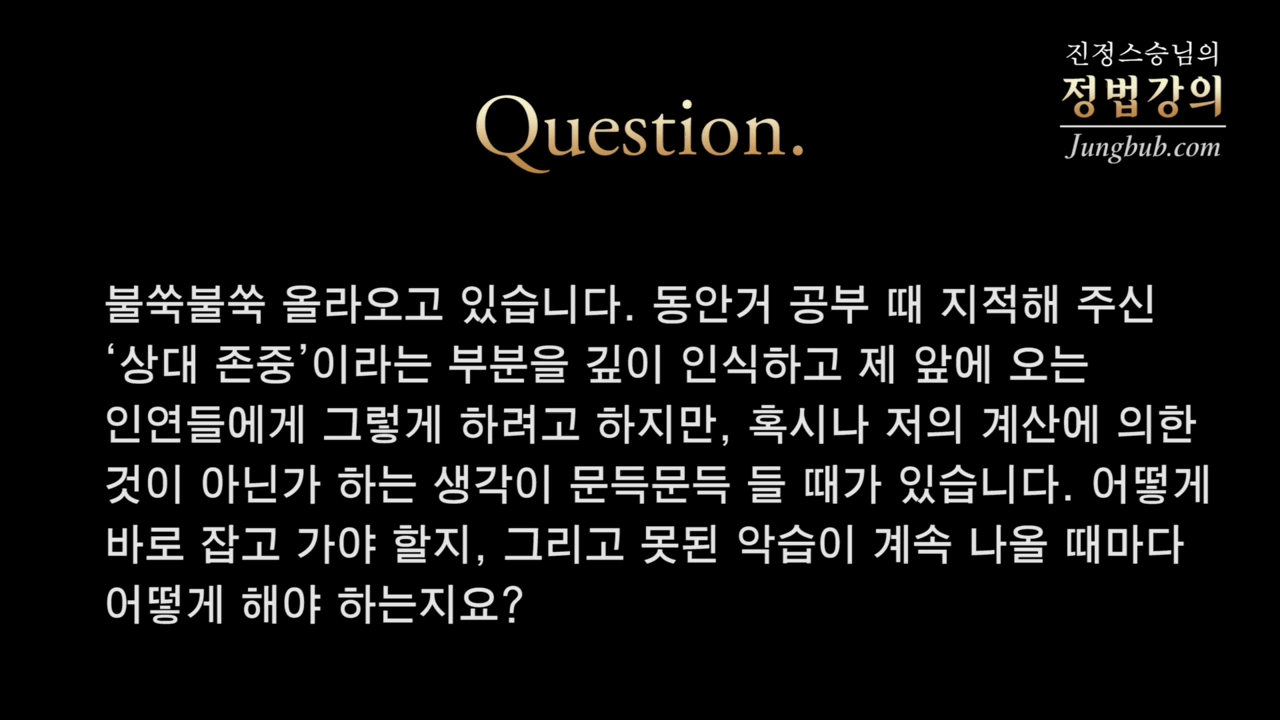 진정스승님의
정법강의
Jungbub.com
Question.
불쑥불쑥 올라오고 있습니다. 동안거 공부 때 지적해 주신
‘상대 존중’이라는 부분을 깊이 인식하고 제 앞에 오는
인연들에게 그렇게 하려고 하지만, 혹시나 저의 계산에 의한
것이 아닌가 하는 생각이 문득문득 들 때가 있습니다. 어떻게
바로 잡고 가야 할지, 그리고 못된 악습이 계속 나올 때마다
어떻게 해야 하는지요?